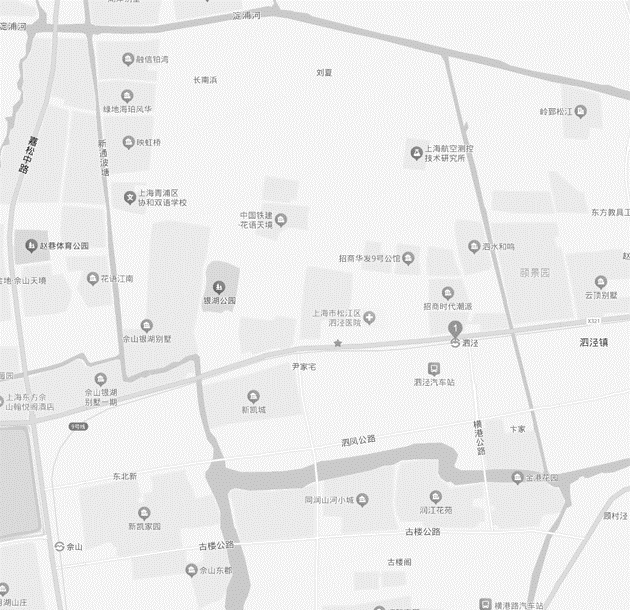 淀浦河
淀浦河
融信铂湾
长南浜
刘夏
绿地海珀风华
岭郅松江
嘉松中路
新通波塘
映虹桥
上海航空测控
技术研究所
上海青浦区
协和双语学校
中国铁建
花语天境
东方教具工
赵巷体育公园
招商华发9号公馆
泗水和鸣
颐景园
佘山天境
花语江南
银湖公园
云顶别墅
招商时代潮派
上海市松江区
泗泾医院
X321
佘山银湖别墅
1
泗泾
泗泾镇
尹家宅
泗泾汽车站
佘山银湖
别墅一期
上海东方佘
山翰悦阁酒店
新凯城
9号线
横港公路
卞家
泗凤公路
东北新
金港花园
同润山河小城
润江花苑
新凯家园
顾村泾
古楼公路
古楼公路
佘山
古楼阁
佘山东郡
月湖山庄
横港路汽车站